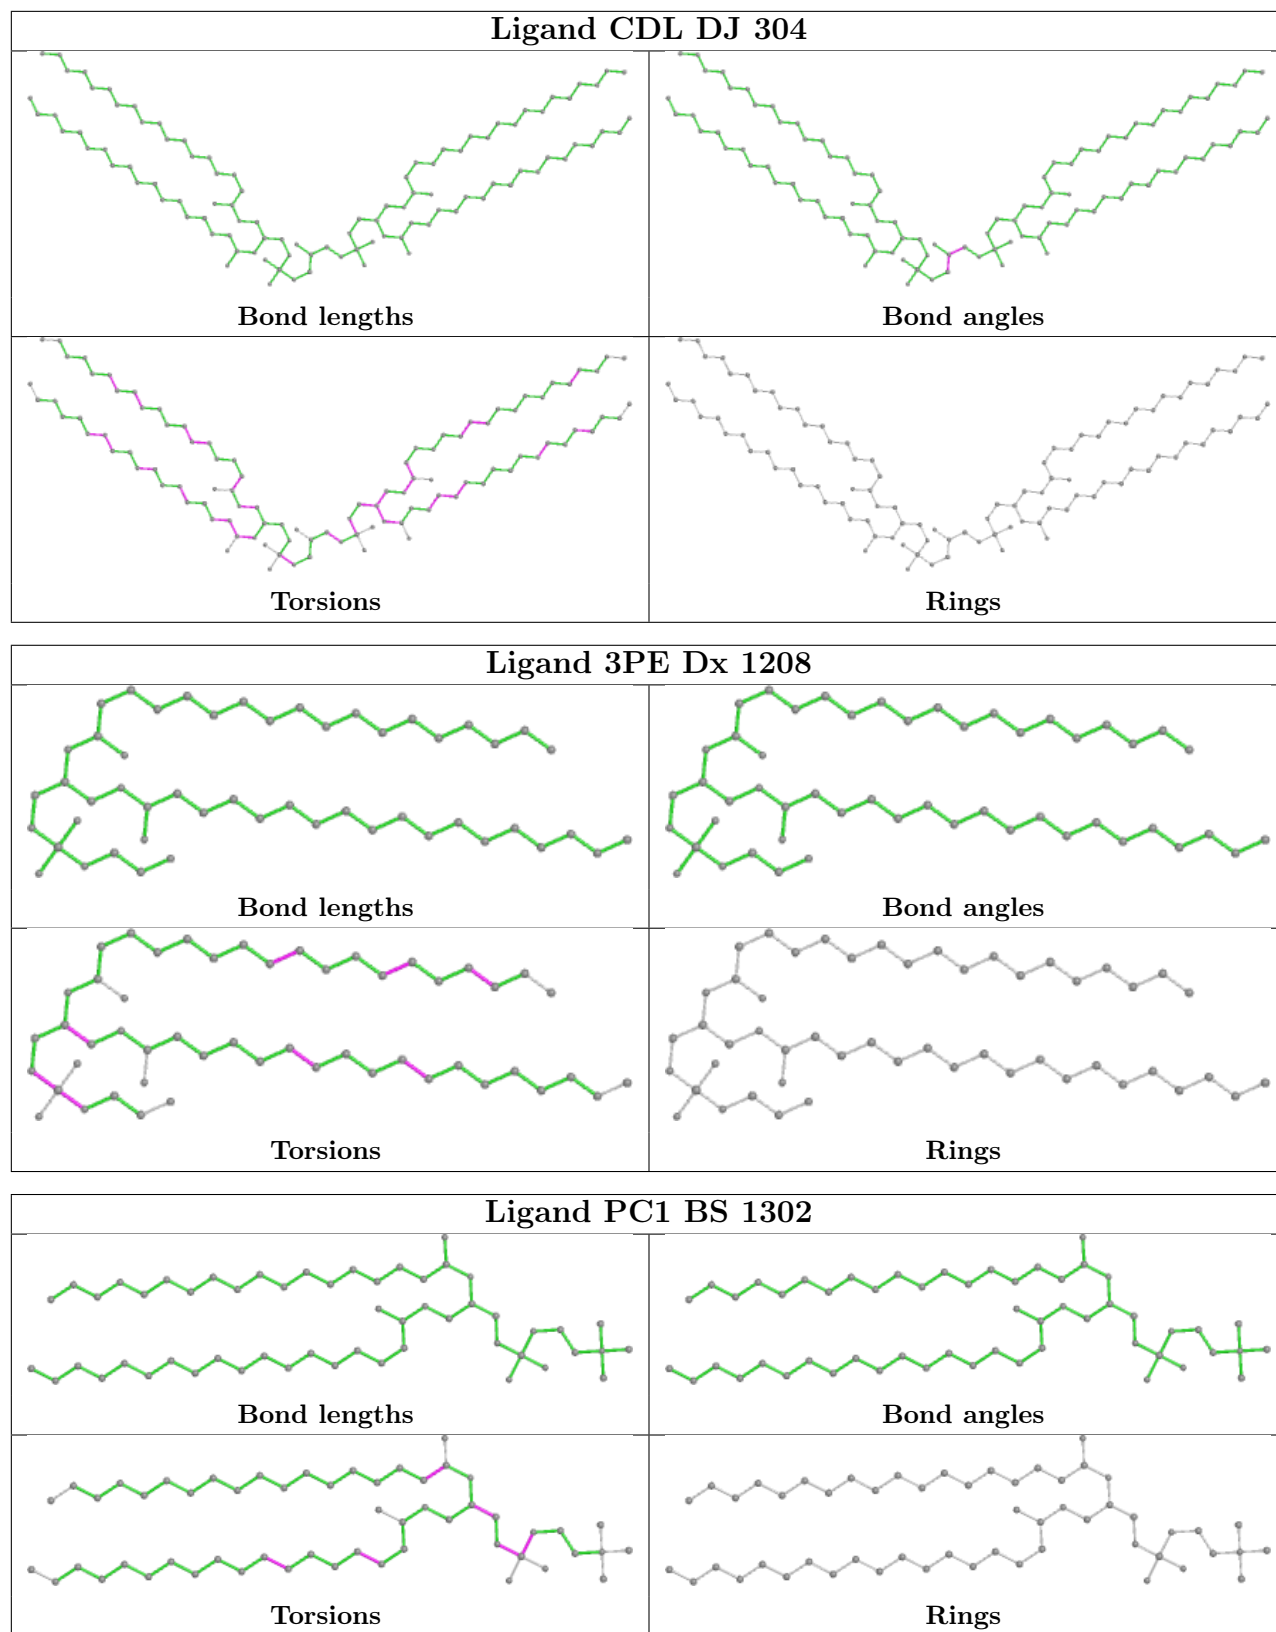 Ligand CDL DJ 304
Bond lengths
Bond angles
Torsions
Rings
Ligand 3PE Dx 1208
Bond lengths
Bond angles
Torsions
Rings
Ligand PC1 BS 1302
Bond lengths
Bond angles
Torsions
Rings